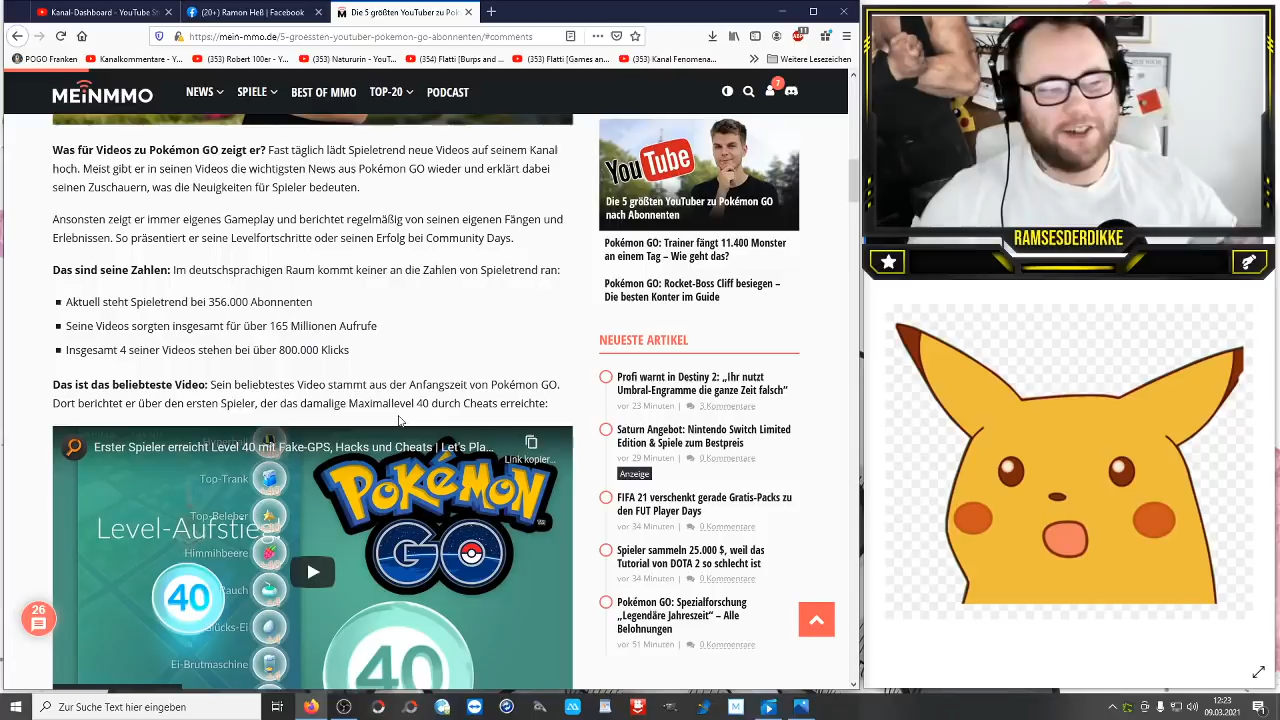 Kanal-Dashboard - YouTube St
(20+) Ramon Heß | Facebook
Die 5 größten YouTuber zu Pok
https://mein-mmo.de/5-groessten-youtuber-pokemon-go-abonnenten/#comments
POGO Franken
Kanalkommentare - Y...
(353) Robert 100er - Y...
(353) Natururin - YouT...
(354) Flatti [Burps and ...
(353) Flatti [Games an...
(353) Kanal Fenomena...
Weitere Lesezeichen
MEINMMO
NEWS
SPIELE
BEST OF MMO
TOP-20
PODCAST
7
Was für Videos zu Pokémon GO zeigt er? Fast täglich lädt Spieletrend neue Videos auf seinem Kanal
hoch. Meist gibt er in seinen Videos die wichtigsten News aus Pokémon GO wieder und erklärt dabei
seinen Zuschauern, was die Neuigkeiten für Spieler bedeuten.
Ansonsten zeigt er immer eigenes Gameplay und berichtet regelmäßig von seinen eigenen Fängen und
Erlebnissen. So präsentiert er seine Levelfortschritte oder seinen Erfolg bei Community Days.
Das sind seine Zahlen: Im deutschsprachigen Raum kommt keiner an die Zahlen von Spieletrend ran:
Aktuell steht Spieletrend bei 356.000 Abonnenten
Seine Videos sorgten insgesamt für über 165 Millionen Aufrufe
Insgesamt 4 seiner Videos stehen bei über 800.000 Klicks
Das ist das beliebteste Video: Sein beliebtestes Video stammt aus der Anfangszeit von Pokémon GO.
Dort berichtet er über den ersten Spieler, der das damalige Maximallevel 40 durch Cheats erreichte:
Erster Spieler erreicht Level 40 mit Fake-GPS, Hacks und Cheats | Let's Pla...
Link kopier...
Top-Trank
Top-Beleber
Level-Aufstieg
Himmihbeere
Rauch
40
Ei-Brutmaschine
POKÉMON
GO
40
26
YouTube
Die 5 größten YouTuber zu Pokémon GO
nach Abonnenten
Pokémon GO: Trainer fängt 11.400 Monster
an einem Tag – Wie geht das?
Pokémon GO: Rocket-Boss Cliff besiegen –
Die besten Konter im Guide
NEUESTE ARTIKEL
Profi warnt in Destiny 2: „Ihr nutzt
Umbral-Engramme die ganze Zeit falsch“
vor 23 Minuten | 3 Kommentare
Saturn Angebot: Nintendo Switch Limited
Edition & Spiele zum Bestpreis
vor 29 Minuten | 0 Kommentare
Anzeige
FIFA 21 verschenkt gerade Gratis-Packs zu
den FUT Player Days
vor 34 Minuten | 0 Kommentare
Spieler sammeln 25.000 $, weil das
Tutorial von DOTA 2 so schlecht ist
vor 34 Minuten | 0 Kommentare
Pokémon GO: Spezialforschung
„Legendäre Jahreszeit“ – Alle
Belohnungen
vor 51 Minuten | 0 Kommentare
RAMSESDERDIKKE
Zur Suche Text hier eingeben
12:23
09.03.2021